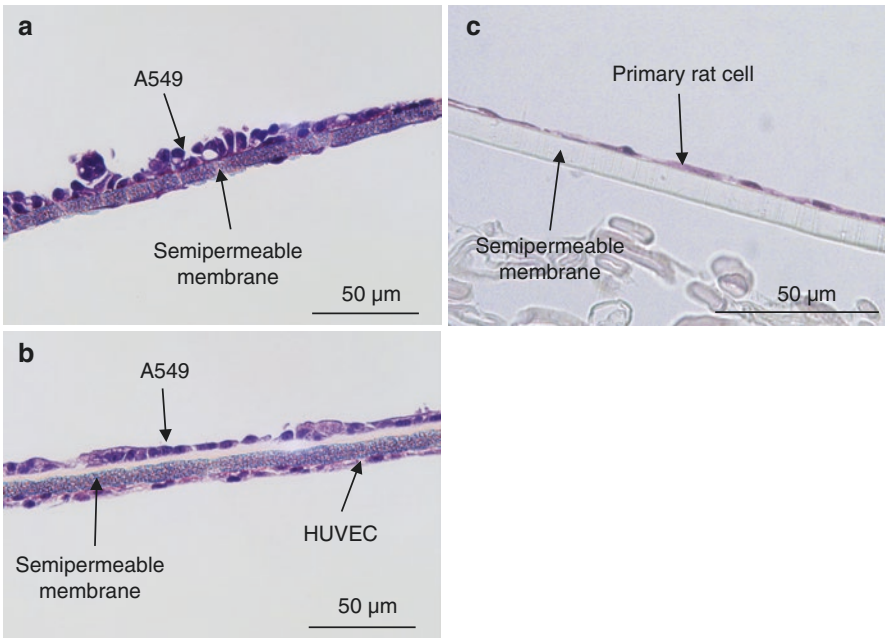 a
A549
Semipermeable
membrane
50 µm
b
A549
HUVEC
Semipermeable
membrane
50 µm
c
Primary rat cell
Semipermeable
membrane
50 µm